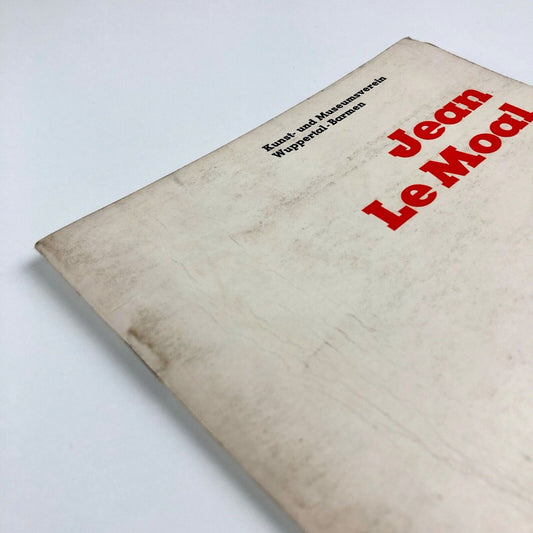 Kunst- und Museumsverein
Wuppertal-Barmen
Jean
Le Moal